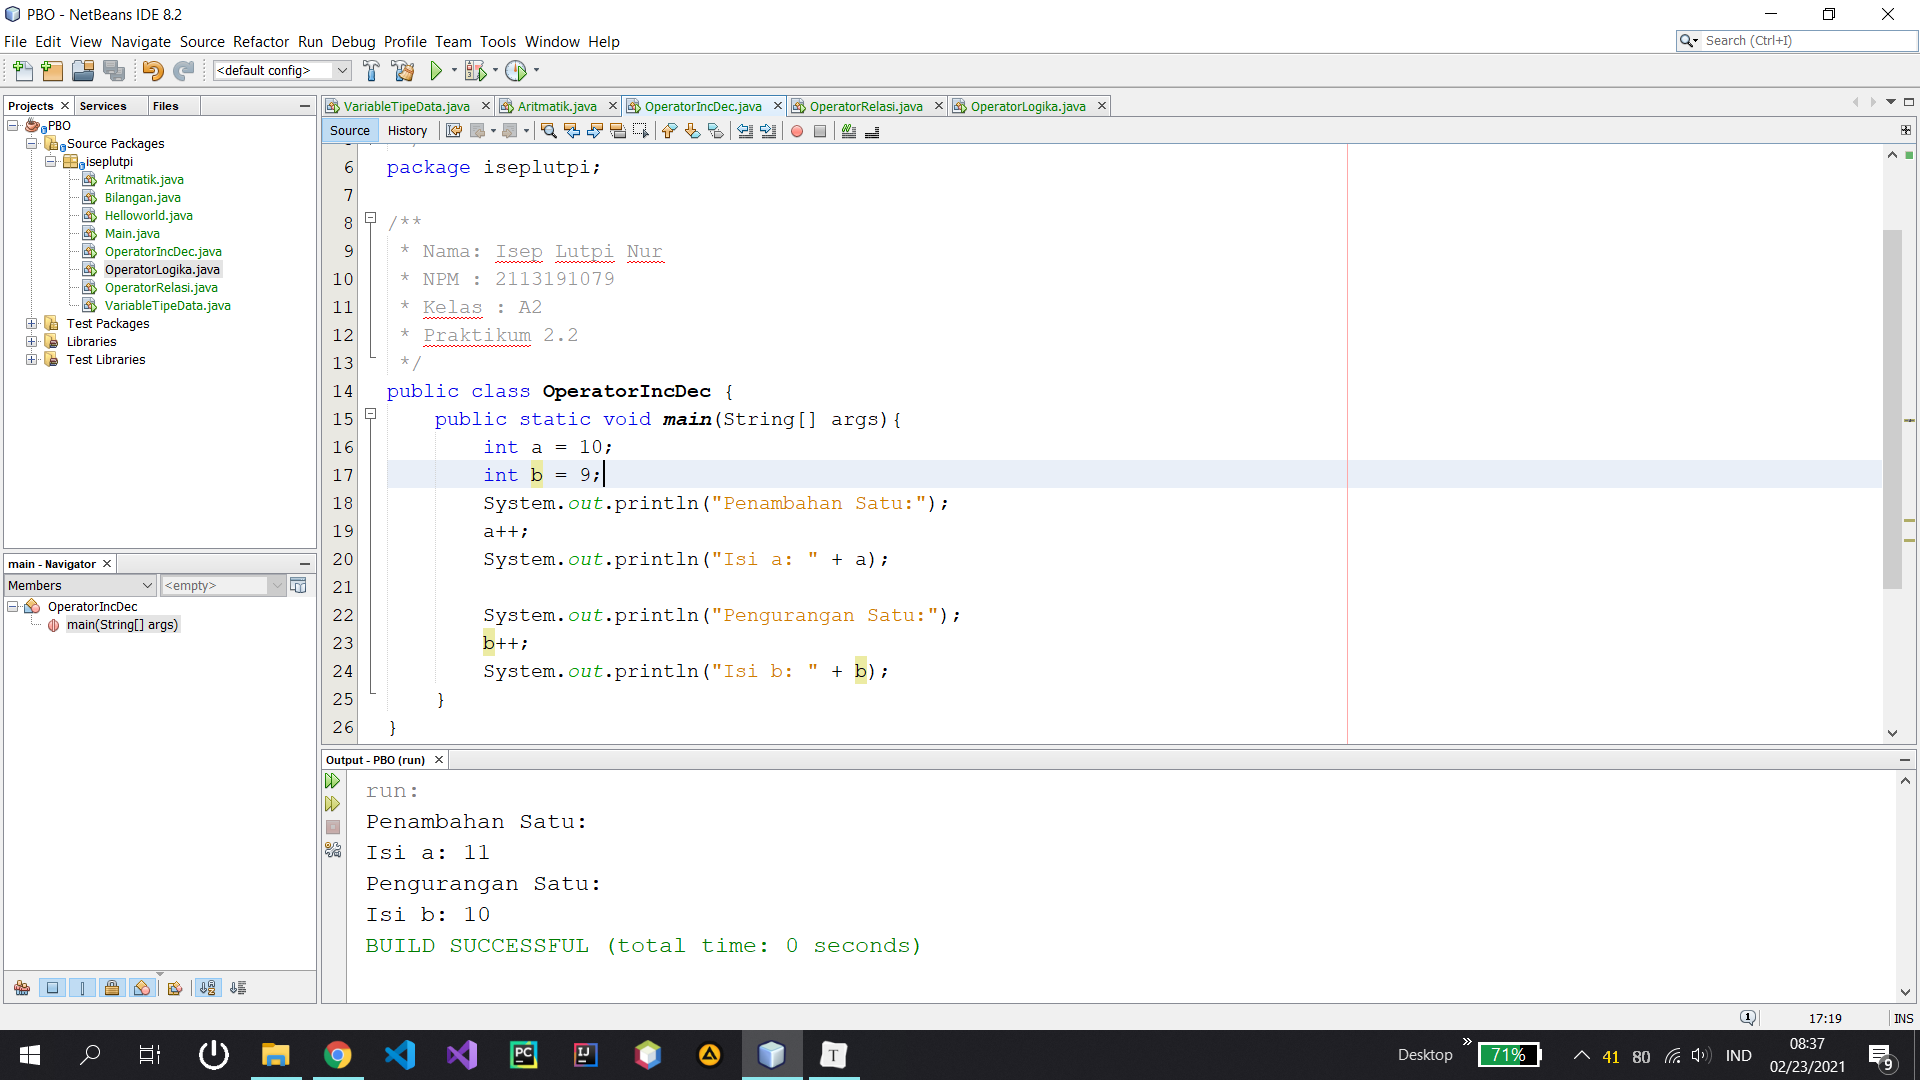 PBO - NetBeans IDE 8.2
File Edit View Navigate Source Refactor Run Debug Profile Team Tools Window Help
Search (Ctrl+I)
<default config>
Projects Services Files
PBO
Source Packages
iseplutpi
Aritmatik.java
Bilangan.java
Helloworld.java
Main.java
OperatorIncDec.java
OperatorLogika.java
OperatorRelasi.java
VariableTipeData.java
Test Packages
Libraries
Test Libraries
main - Navigator
Members <empty>
OperatorIncDec
main(String[] args)
VariableTipeData.java Aritmatik.java OperatorIncDec.java OperatorRelasi.java OperatorLogika.java
Source History
6 package iseplutpi;
7
8 /**
9 * Nama: Isep Lutpi Nur
10 * NPM : 2113191079
11 * Kelas : A2
12 * Praktikum 2.2
13 */
14 public class OperatorIncDec {
15 public static void main(String[] args){
16 int a = 10;
17 int b = 9;
18 System.out.println("Penambahan Satu:");
19 a++;
20 System.out.println("Isi a: " + a);
21
22 System.out.println("Pengurangan Satu:");
23 b++;
24 System.out.println("Isi b: " + b);
25 }
26 }
Output - PBO (run)
run:
Penambahan Satu:
Isi a: 11
Pengurangan Satu:
Isi b: 10
BUILD SUCCESSFUL (total time: 0 seconds)
17:19 INS
Desktop 71% 41 80 IND
08:37
02/23/2021
9